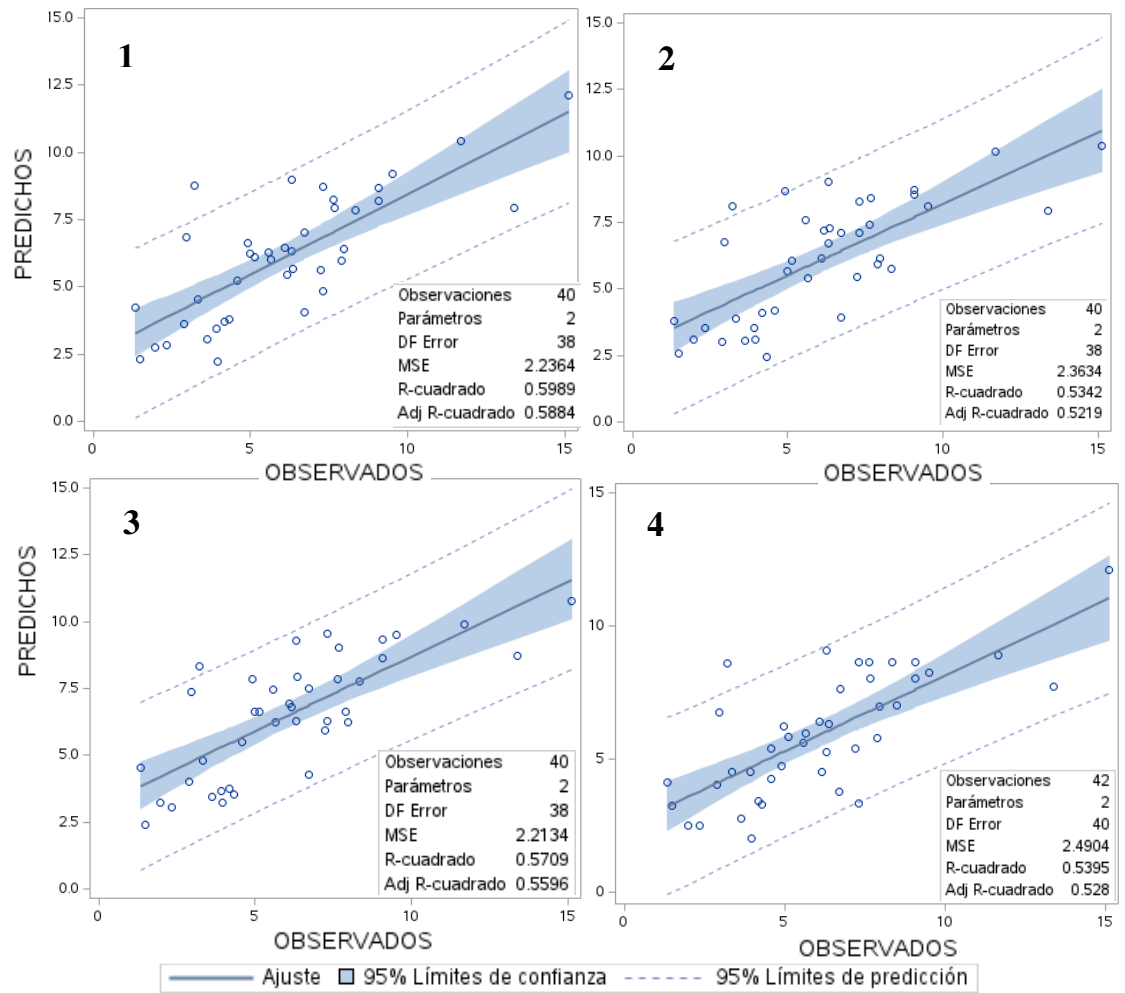 1
PREDICHOS
15.0
12.5
10.0
7.5
5.0
2.5
0.0
Observaciones 40
Parámetros 2
DF Error 38
MSE 2.2364
R-cuadrado 0.5989
Adj R-cuadrado 0.5884
0 5 10 15
OBSERVADOS
2
15.0
12.5
10.0
7.5
5.0
2.5
0.0
Observaciones 40
Parámetros 2
DF Error 38
MSE 2.3634
R-cuadrado 0.5342
Adj R-cuadrado 0.5219
0 5 10 15
OBSERVADOS
3
PREDICHOS
15.0
12.5
10.0
7.5
5.0
2.5
0.0
Observaciones 40
Parámetros 2
DF Error 38
MSE 2.2134
R-cuadrado 0.5709
Adj R-cuadrado 0.5596
0 5 10 15
OBSERVADOS
4
15
10
5
0
Observaciones 42
Parámetros 2
DF Error 40
MSE 2.4904
R-cuadrado 0.5395
Adj R-cuadrado 0.528
0 5 10 15
OBSERVADOS
Ajuste 95% Límites de confianza 95% Límites de predicción